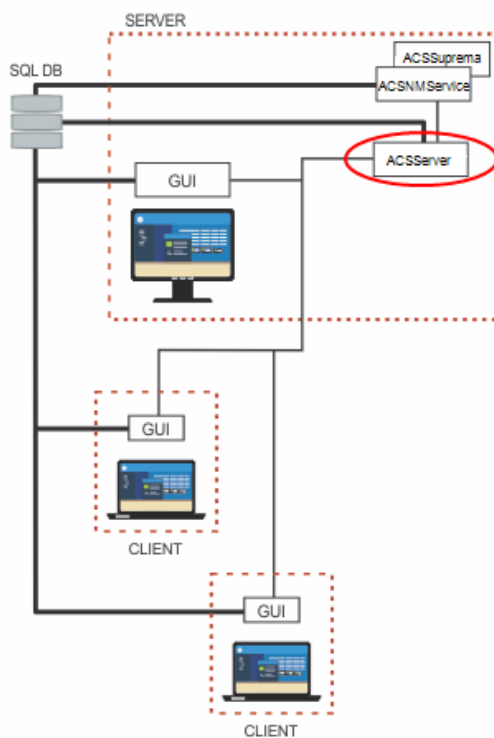 SERVER
ACSSuprema
SQL DB
ACSNMService
ACSServer
GUI
GUI
CLIENT
GUI
CLIENT